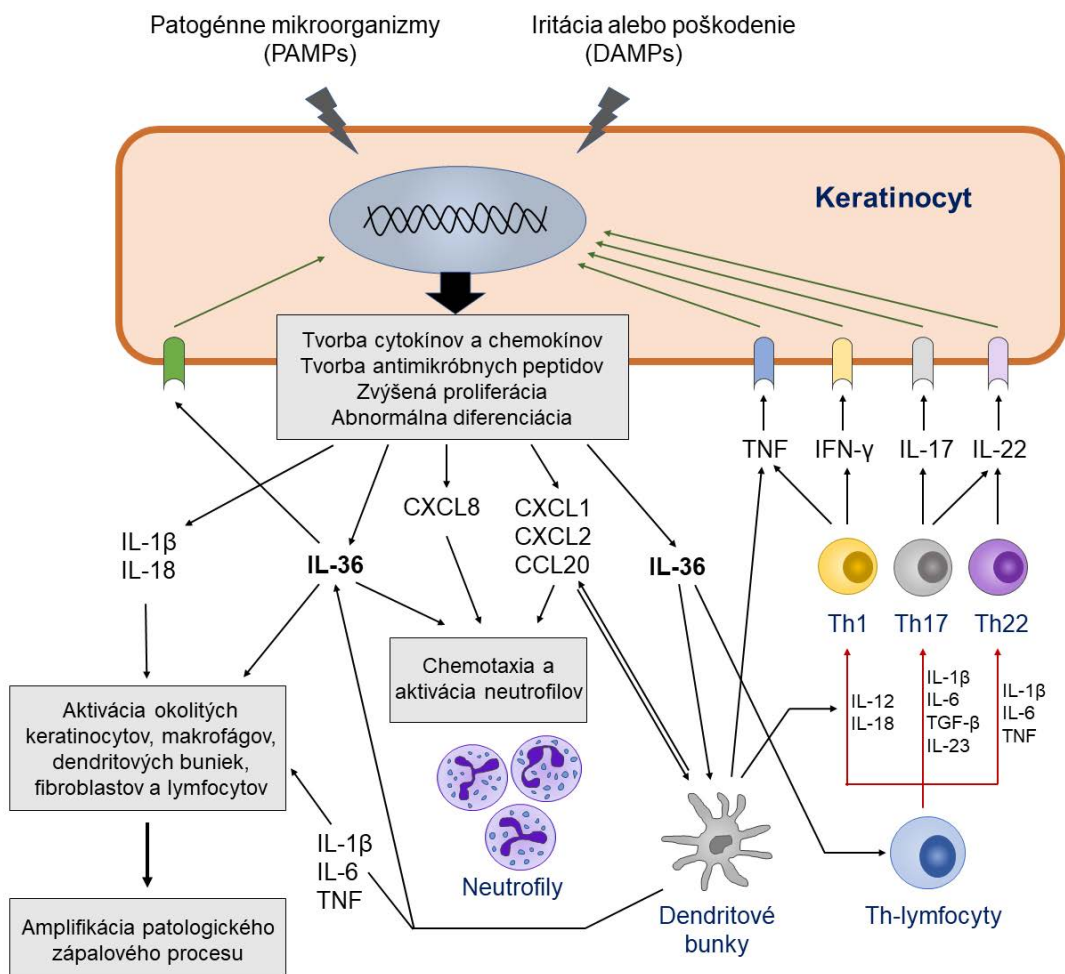 Patogénne mikroorganizmy
(PAMPs)
Iritácia alebo poškodenie
(DAMPs)
Keratinocyt
Tvorba cytokínov a chemokínov
Tvorba antimikróbnych peptidov
Zvýšená proliferácia
Abnormálna diferenciácia
TNF
IFN-γ
IL-17
IL-22
CXCL8
CXCL1
CXCL2
CCL20
IL-1β
IL-18
IL-36
IL-36
Th1
Th17
Th22
Chemotaxia a
aktivácia neutrofilov
Aktivácia okolitých
keratinocytov, makrofágov,
dendritových buniek,
fibroblastov a lymfocytov
IL-12
IL-18
IL-1β
IL-6
TGF-β
IL-23
IL-1β
IL-6
TNF
IL-1β
IL-6
TNF
Neutrofily
Dendritové
bunky
Th-lymfocyty
Amplifikácia patologického
zápalového procesu